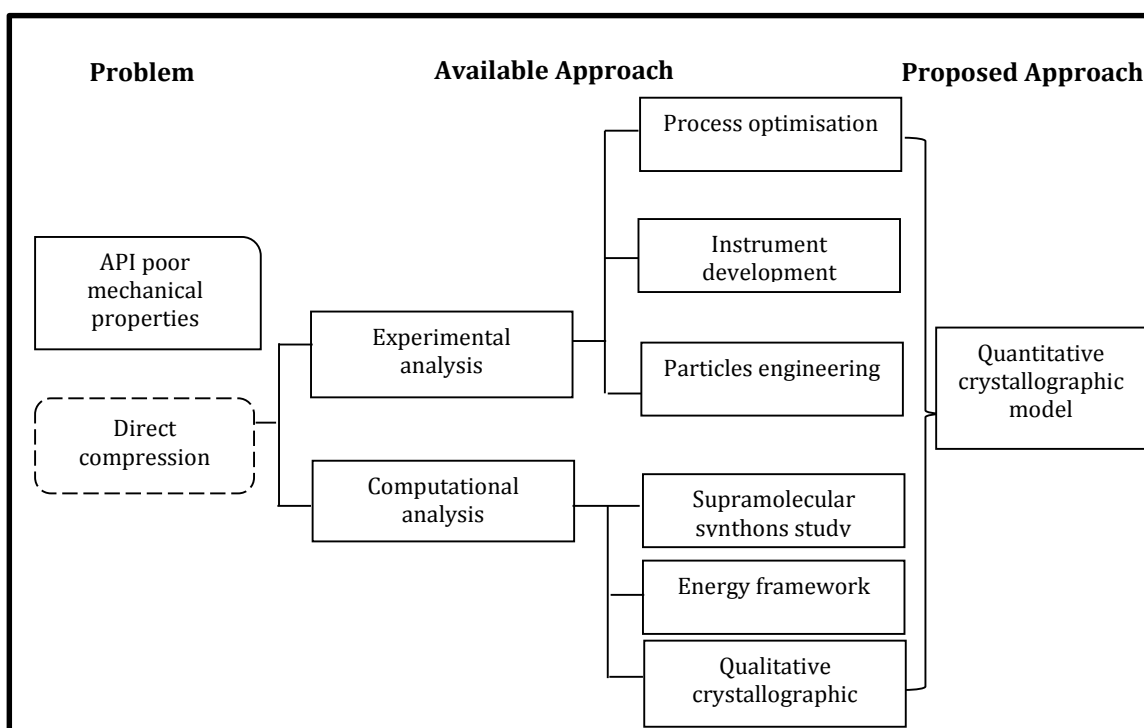 Problem
Available Approach
Proposed Approach
API poor
mechanical
properties
Direct
compression
Experimental
analysis
Computational
analysis
Process optimisation
Instrument
development
Particles engineering
Supramolecular
synthons study
Energy framework
Qualitative
crystallographic
Quantitative
crystallographic
model